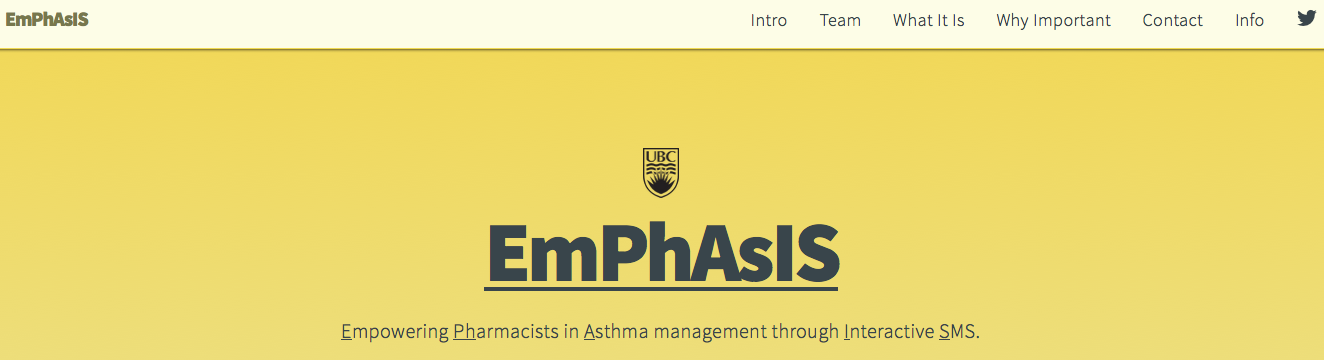 EmPhAsIS Intro Team What It Is Why Important Contact Info
UBC
EmPhAsIS
Empowering Pharmacists in Asthma management through Interactive SMS.